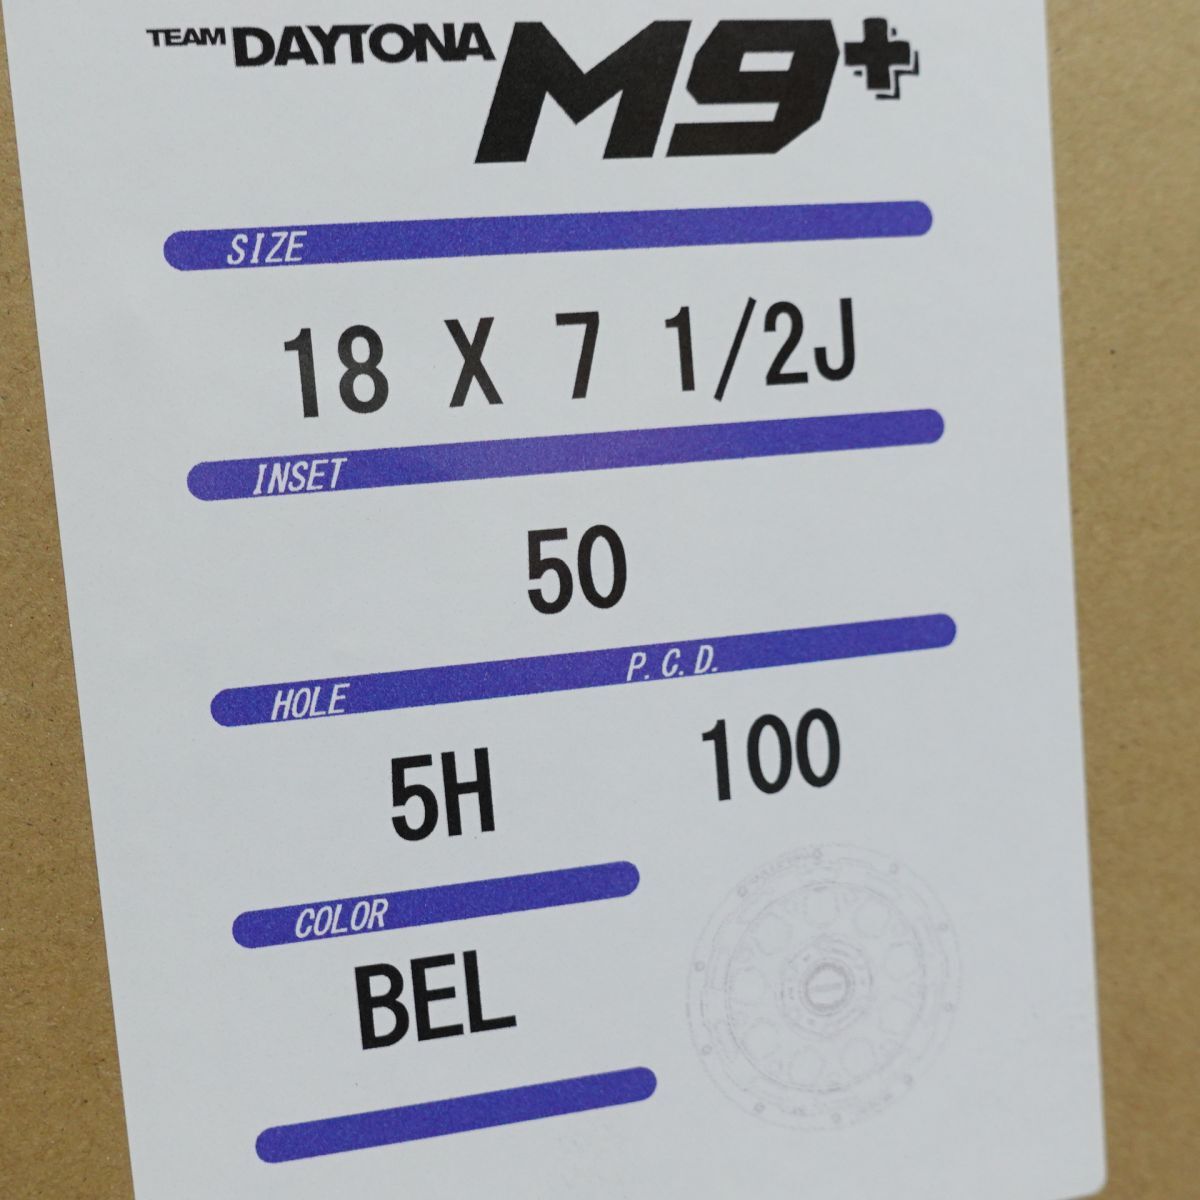 TEAM DAYTONA M9+
SIZE
18 X 7 1/2J
INSET
50
HOLE P.C.D.
5H 100
COLOR
BEL